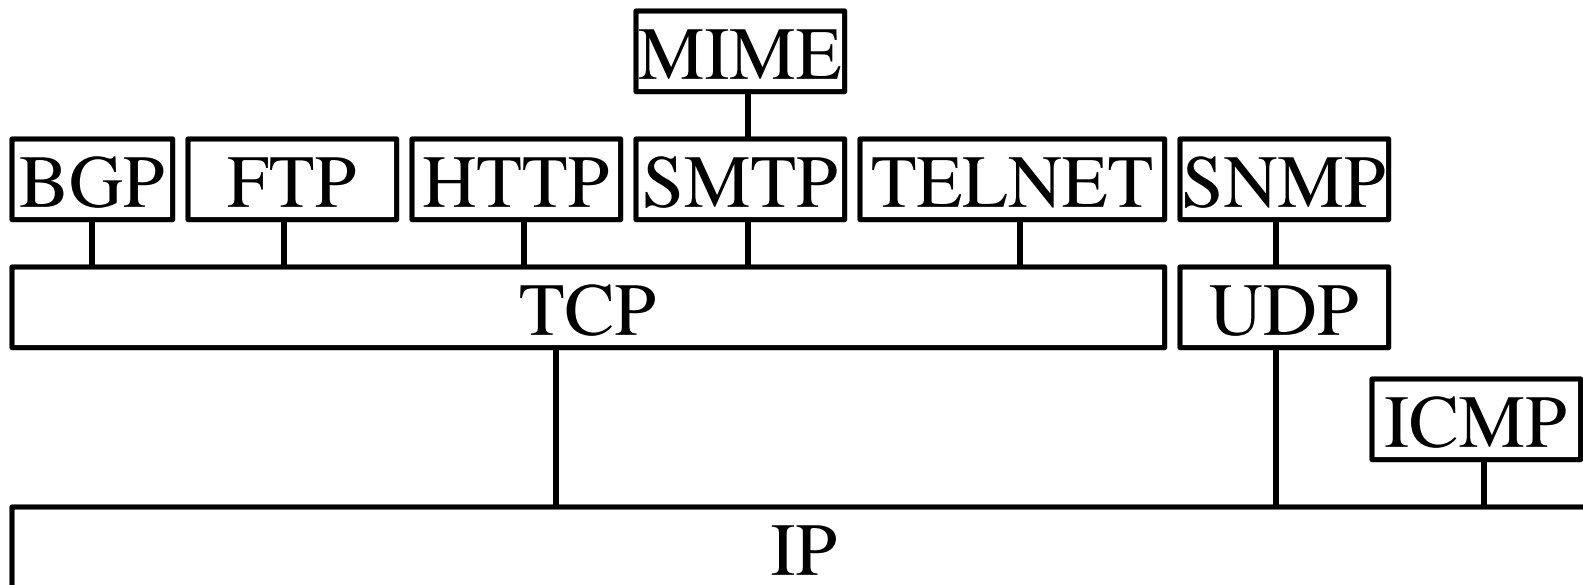 MIME
BGP FTP HTTP SMTP TELNET SNMP
TCP UDP
ICMP
IP